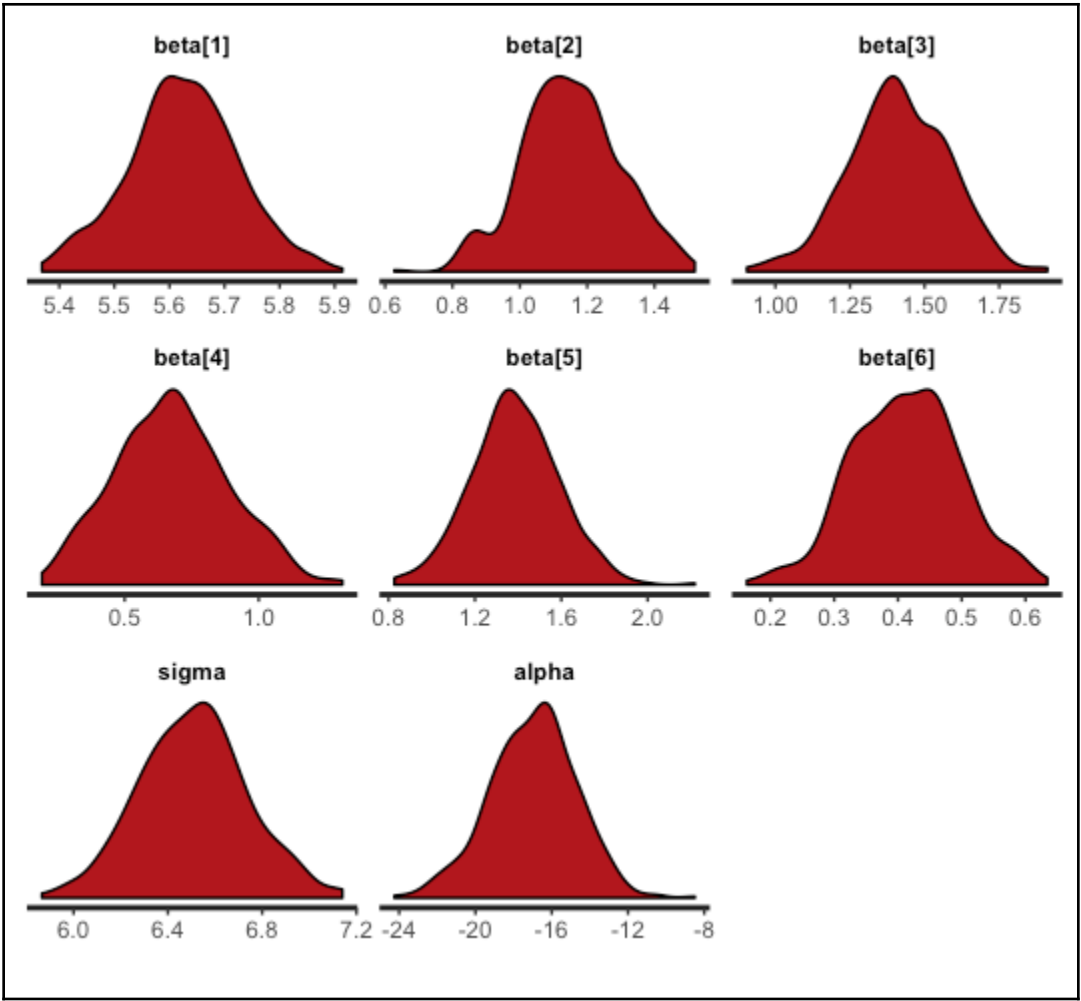 beta[1] beta[2] beta[3]
5.4 5.5 5.6 5.7 5.8 5.9 0.6 0.8 1.0 1.2 1.4 1.00 1.25 1.50 1.75
beta[4] beta[5] beta[6]
0.5 1.0 0.8 1.2 1.6 2.0 0.2 0.3 0.4 0.5 0.6
sigma alpha
6.0 6.4 6.8 7.2 -24 -20 -16 -12 -8